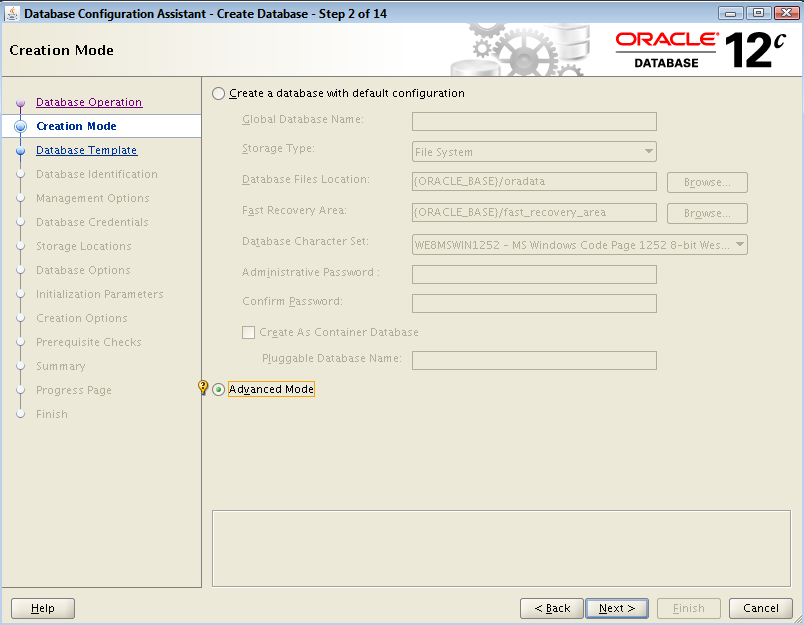 Database Configuration Assistant - Create Database - Step 2 of 14
Creation Mode
ORACLE®
DATABASE
12c
Database Operation
Creation Mode
Database Template
Database Identification
Management Options
Database Credentials
Storage Locations
Database Options
Initialization Parameters
Creation Options
Prerequisite Checks
Summary
Progress Page
Finish
Create a database with default configuration
Global Database Name:
Storage Type: File System
Database Files Location: {ORACLE_BASE}/oradata Browse...
Fast Recovery Area: {ORACLE_BASE}/fast_recovery_area Browse...
Database Character Set: WE8MSWIN1252 - MS Windows Code Page 1252 8-bit Wes...
Administrative Password :
Confirm Password:
Create As Container Database
Pluggable Database Name:
Advanced Mode
Help < Back Next > Finish Cancel